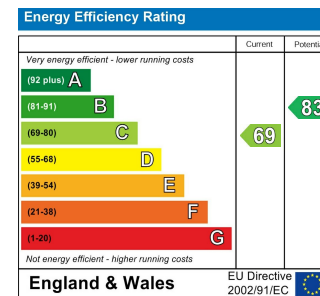 Energy Efficiency Rating
Current
Very energy efficient - lower running costs
(92 plus) A
(81-91) B
83
(69-80) C
69
(55-68) D
(39-54) E
(21-38) F
(1-20) G
Not energy efficient - higher running costs
England & Wales
EU Directive
2002/91/EC